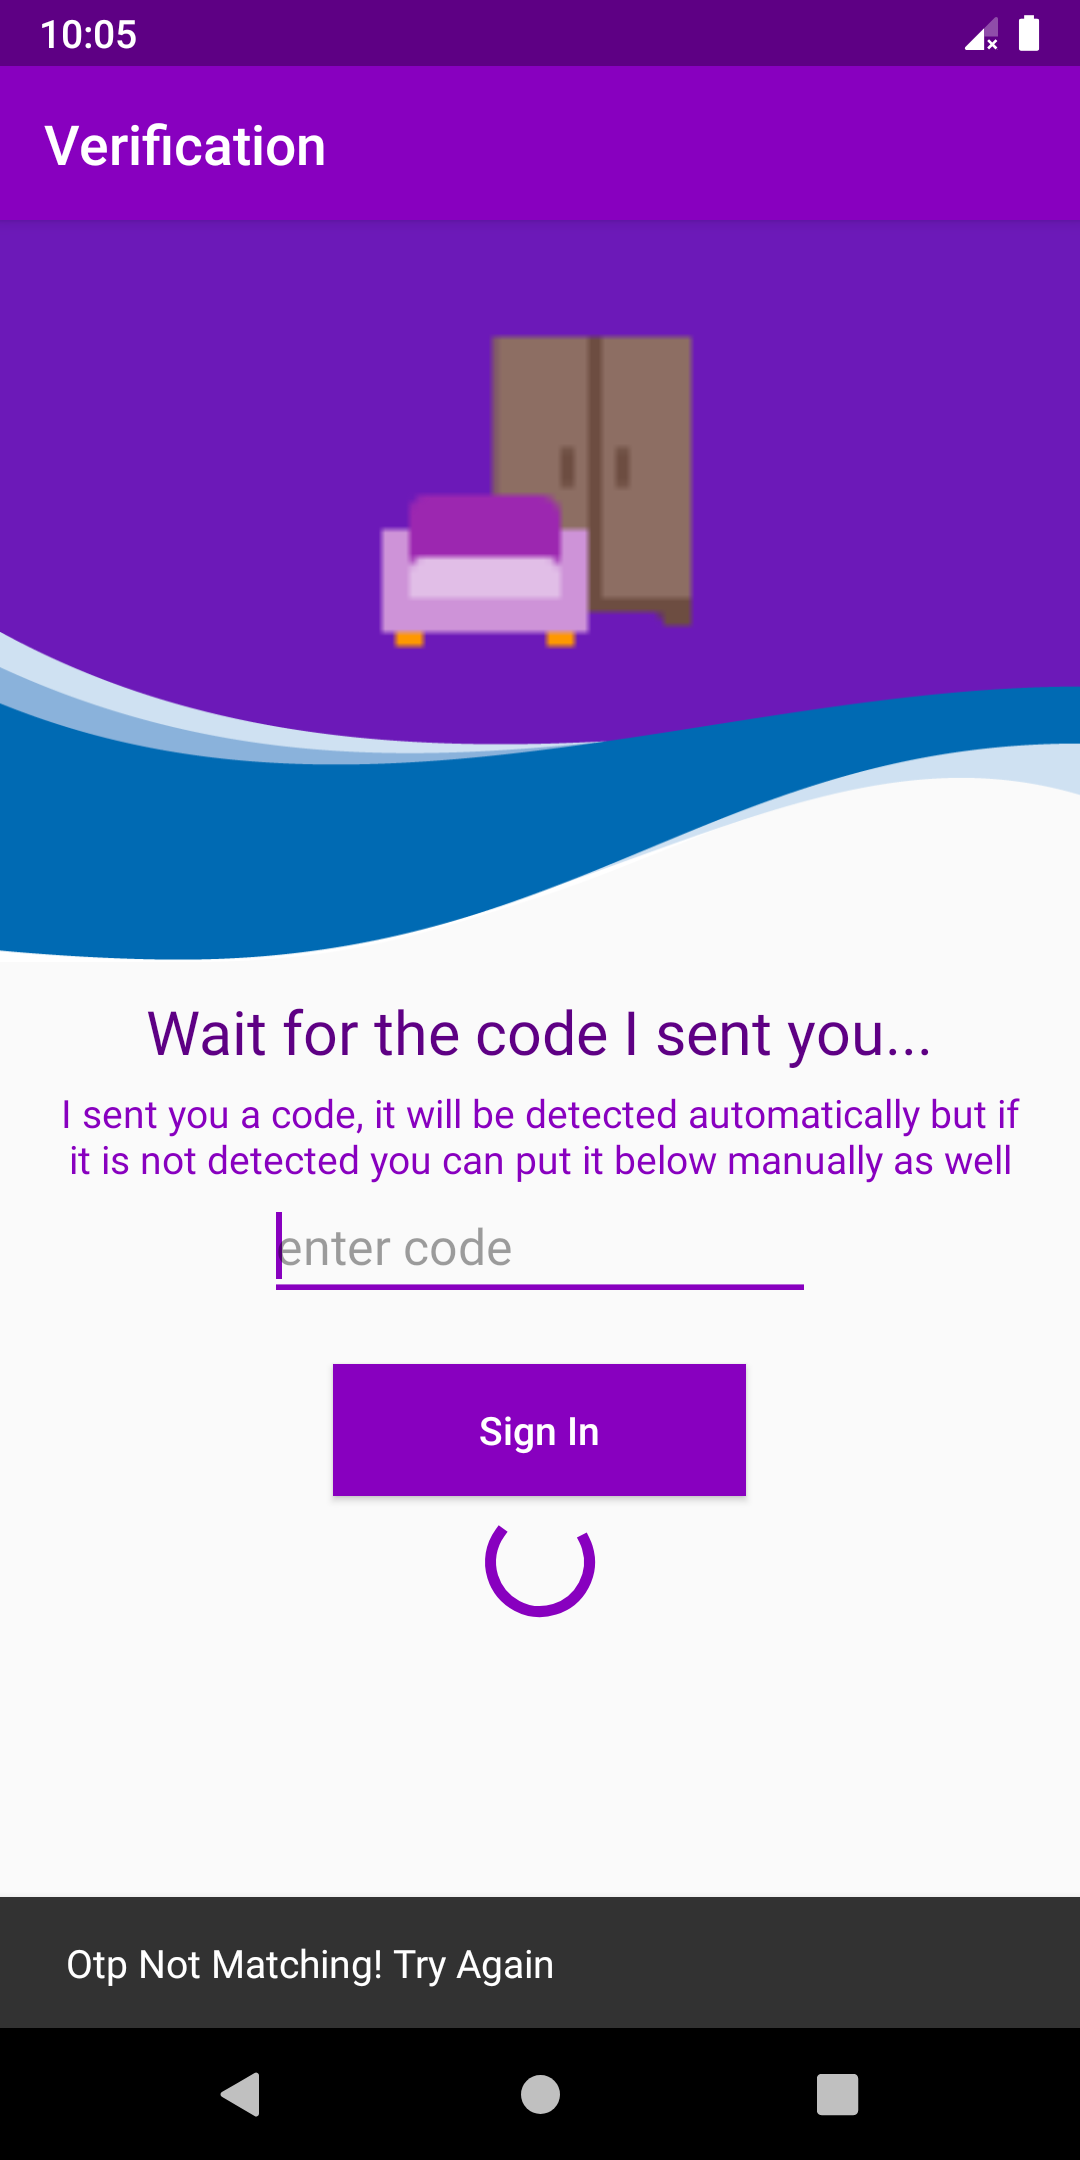 10:05
Verification
Wait for the code I sent you...
I sent you a code, it will be detected automatically but if
it is not detected you can put it below manually as well
enter code
Sign In
Otp Not Matching! Try Again